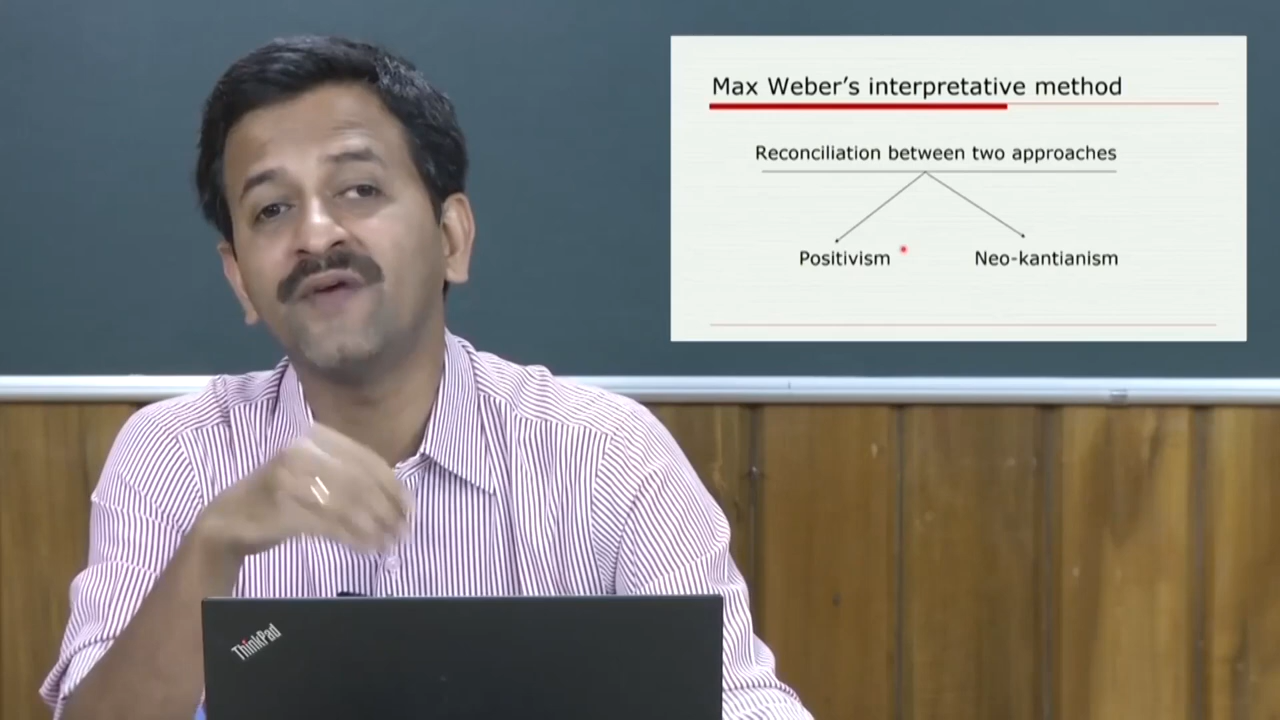 Max Weber's interpretative method
Reconciliation between two approaches
Positivism
Neo-kantianism
ThinkPad